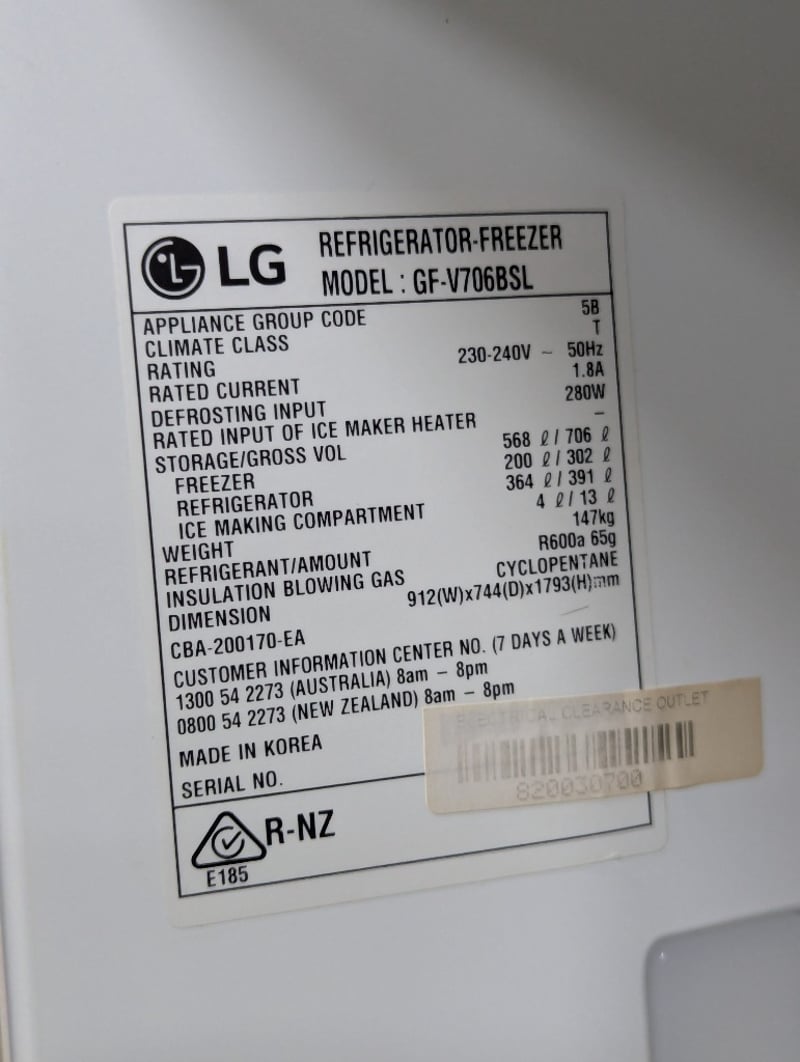 LG REFRIGERATOR-FREEZER
MODEL : GF-V706BSL
APPLIANCE GROUP CODE 5B
CLIMATE CLASS T
RATING 230-240V ~ 50Hz
RATED CURRENT 1.8A
DEFROSTING INPUT 280W
RATED INPUT OF ICE MAKER HEATER –
STORAGE/GROSS VOL 568 ℓ / 706 ℓ
FREEZER 200 ℓ / 302 ℓ
REFRIGERATOR 364 ℓ / 391 ℓ
ICE MAKING COMPARTMENT 4 ℓ / 13 ℓ
WEIGHT 147kg
REFRIGERANT/AMOUNT R600a 65g
INSULATION BLOWING GAS CYCLOPENTANE
DIMENSION 912(W)x744(D)x1793(H)mm
CBA-200170-EA
CUSTOMER INFORMATION CENTER NO. (7 DAYS A WEEK)
1300 54 2273 (AUSTRALIA) 8am – 8pm
0800 54 2273 (NEW ZEALAND) 8am – 8pm
MADE IN KOREA
SERIAL NO.
ELECTRICAL CLEARANCE OUTLET
820030700
R-NZ
E185